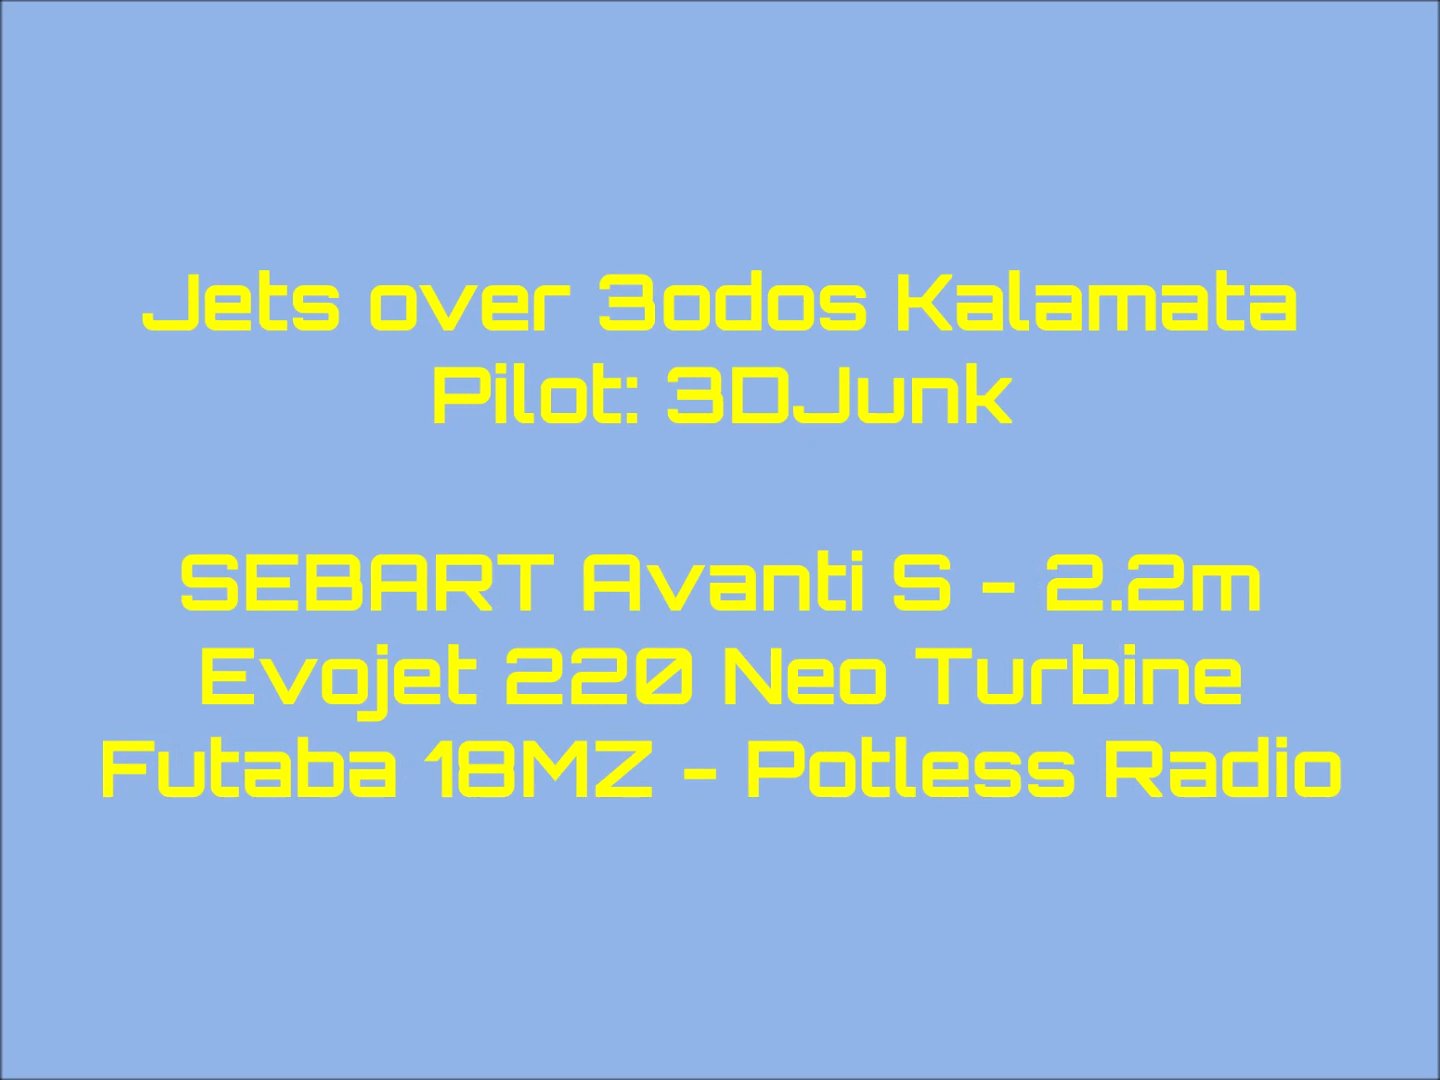 Jets over 3odos Kalamata
Pilot: 3DJunk
SEBART Avanti S - 2.2m
Evojet 220 Neo Turbine
Futaba 18MZ - Potless Radio